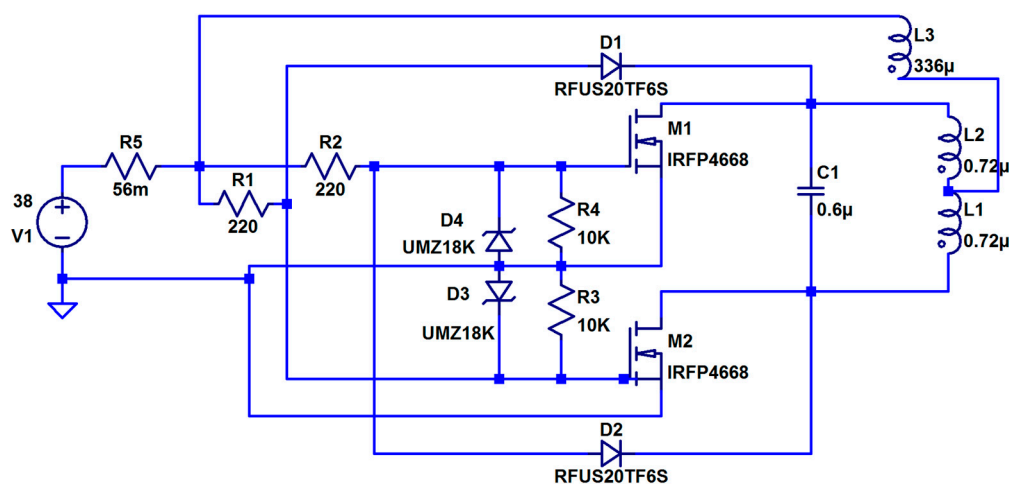 L3
336µ
D1
RFUS20TF6S
M1
IRFP4668
R5
56m
R2
220
R1
220
L2
0.72µ
C1
0.6µ
38
V1
R4
10K
D4
UMZ18K
L1
0.72µ
D3
UMZ18K
R3
10K
M2
IRFP4668
D2
RFUS20TF6S